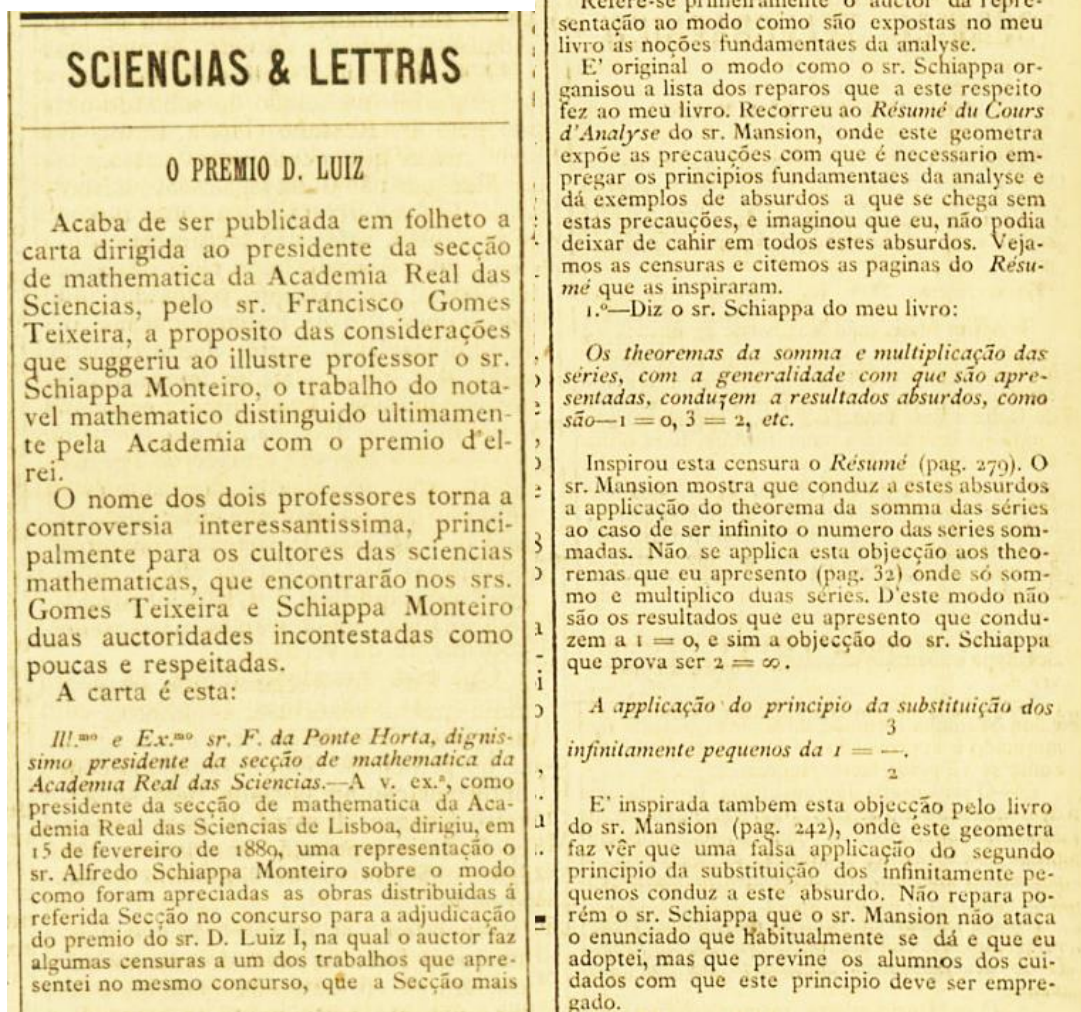 SCIENCIAS & LETTRAS
O PREMIO D. LUIZ
Acaba de ser publicada em folheto a
carta dirigida ao presidente da secção
de mathematica da Academia Real das
Sciencias, pelo sr. Francisco Gomes
Teixeira, a proposito das considerações
que suggeriu ao illustre professor o sr.
Schiappa Monteiro, o trabalho do nota-
vel mathematico distinguido ultimamen-
te pela Academia com o premio d'el-
rei.
O nome dos dois professores torna a
controversia interessantissima, princi-
palmente para os cultores das sciencias
mathematicas, que encontrarão nos srs.
Gomes Teixeira e Schiappa Monteiro
duas auctoridades incontestadas como
poucas e respeitadas.
A carta é esta:
Ill.mo e Ex.mo sr. F. da Ponte Horta, dignis-
simo presidente da secção de mathematica da
Academia Real das Sciencias.—A v. ex.ª, como
presidente da secção de mathematica da Aca-
demia Real das Sciencias de Lisboa, dirigiu, em
15 de fevereiro de 1889, uma representação o
sr. Alfredo Schiappa Monteiro sobre o modo
como foram apreciadas as obras distribuidas á
referida Secção no concurso para a adjudicação
do premio do sr. D. Luiz I, na qual o auctor faz
algumas censuras a um dos trabalhos que apre-
sentei no mesmo concurso, que a Secção mais
Refere-se primeiramente o auctor da repre-
sentação ao modo como são expostas no meu
livro as noções fundamentaes da analyse.
E' original o modo como o sr. Schiappa or-
ganisou a lista dos reparos que a este respeito
fez ao meu livro. Recorreu ao Résumé du Cours
d'Analyse do sr. Mansion, onde este geometra
expõe as precauções com que é necessario em-
pregar os principios fundamentaes da analyse e
dá exemplos de absurdos a que se chega sem
estas precauções, e imaginou que eu, não podia
deixar de cahir em todos estes absurdos. Veja-
mos as censuras e citemos as paginas do Résu-
mé que as inspiraram.
1.º—Diz o sr. Schiappa do meu livro:
Os theoremas da somma e multiplicação das
séries, com a generalidade com que são apre-
sentadas, conduzem a resultados absurdos, como
são—1 = 0, 3 = 2, etc.
Inspirou esta censura o Résumé (pag. 279). O
sr. Mansion mostra que conduz a estes absurdos
a applicação do theorema da somma das séries
ao caso de ser infinito o numero das series som-
madas. Não se applica esta objecção aos theo-
remas que eu apresento (pag. 32) onde só som-
mo e multiplico duas séries. D'este modo não
são os resultados que eu apresento que condu-
zem a 1 = 0, e sim a objecção do sr. Schiappa
que prova ser 2 = ∞.
A applicação do principio da substituição dos
3
infinitamente pequenos da 1 = —.
2
E' inspirada tambem esta objecção pelo livro
do sr. Mansion (pag. 242), onde este geometra
faz vêr que uma falsa applicação do segundo
principio da substituição dos infinitamente pe-
quenos conduz a este absurdo. Não repara po-
rém o sr. Schiappa que o sr. Mansion não ataca
o enunciado que habitualmente se dá e que eu
adoptei, mas que previne os alumnos dos cui-
dados com que este principio deve ser empre-
gado.